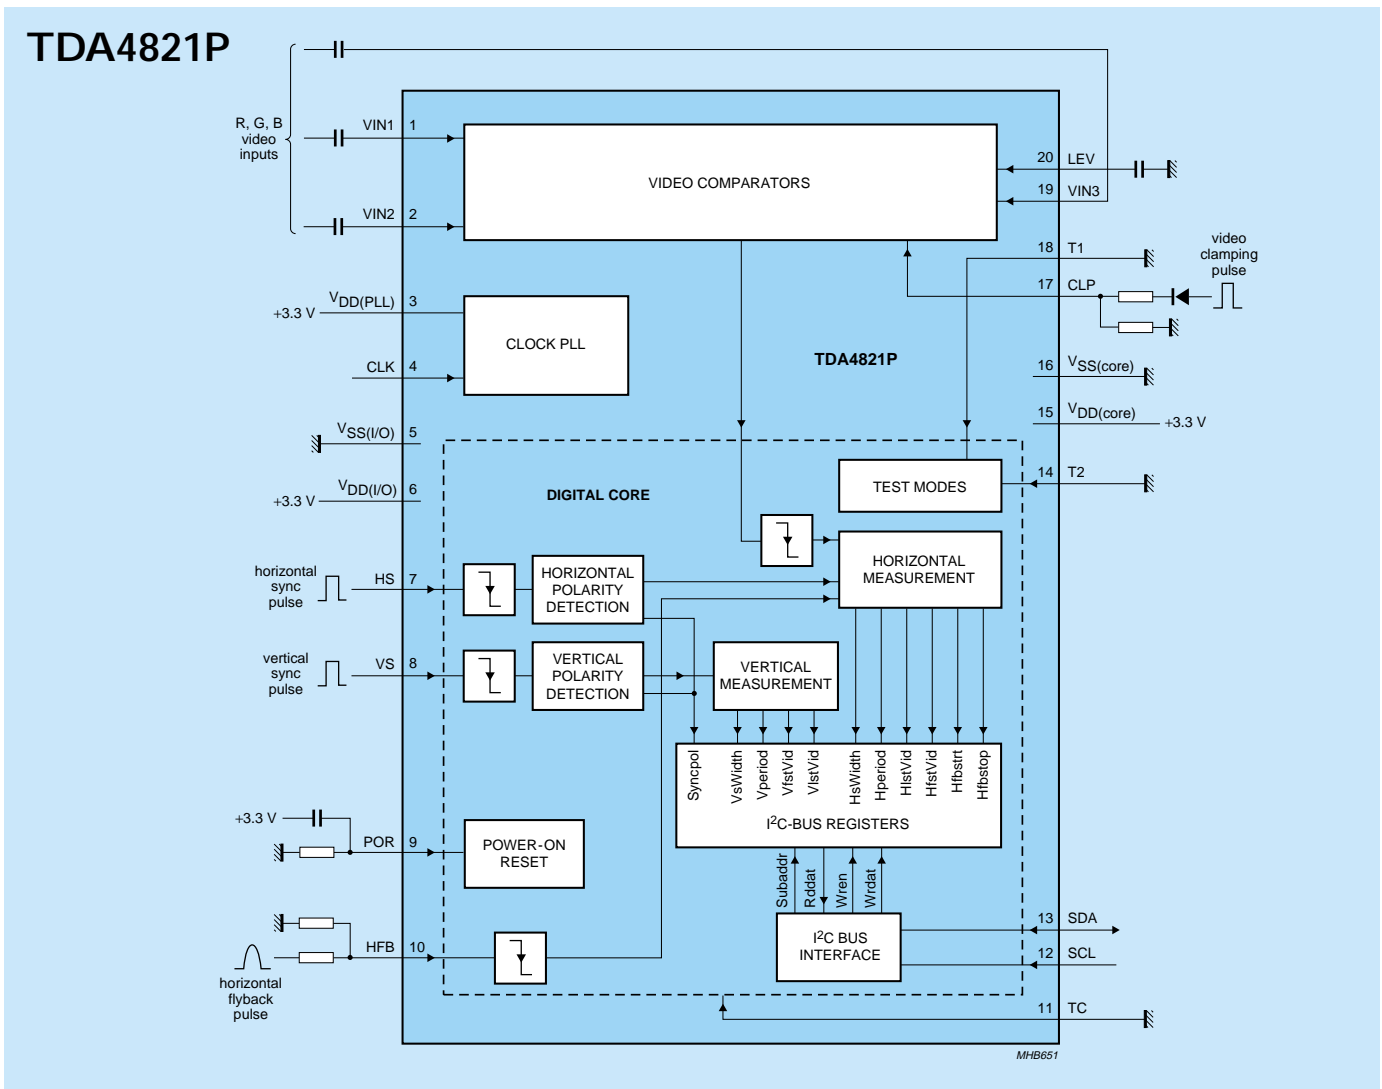 TDA4821P
R, G, B
video
inputs
VIN1 1
VIN2 2
VIDEO COMPARATORS
20 LEV
19 VIN3
18 T1
17 CLP
video
clamping
pulse
+3.3 V VDD(PLL) 3
CLK 4
CLOCK PLL
TDA4821P
16 VSS(core)
15 VDD(core) +3.3 V
VSS(I/O) 5
+3.3 V VDD(I/O) 6
DIGITAL CORE
TEST MODES
14 T2
horizontal
sync
pulse
HS 7
HORIZONTAL
POLARITY
DETECTION
HORIZONTAL
MEASUREMENT
vertical
sync
pulse
VS 8
VERTICAL
POLARITY
DETECTION
VERTICAL
MEASUREMENT
Syncpol
VsWidth
Vperiod
VfstVid
VlstVid
HsWidth
Hperiod
HlstVid
HfstVid
Hfbstrt
Hfbstop
I2C-BUS REGISTERS
+3.3 V
POR 9
POWER-ON
RESET
Subaddr
Rddat
Wren
Wrdat
HFB 10
horizontal
flyback
pulse
I2C BUS
INTERFACE
13 SDA
12 SCL
11 TC
MHB651